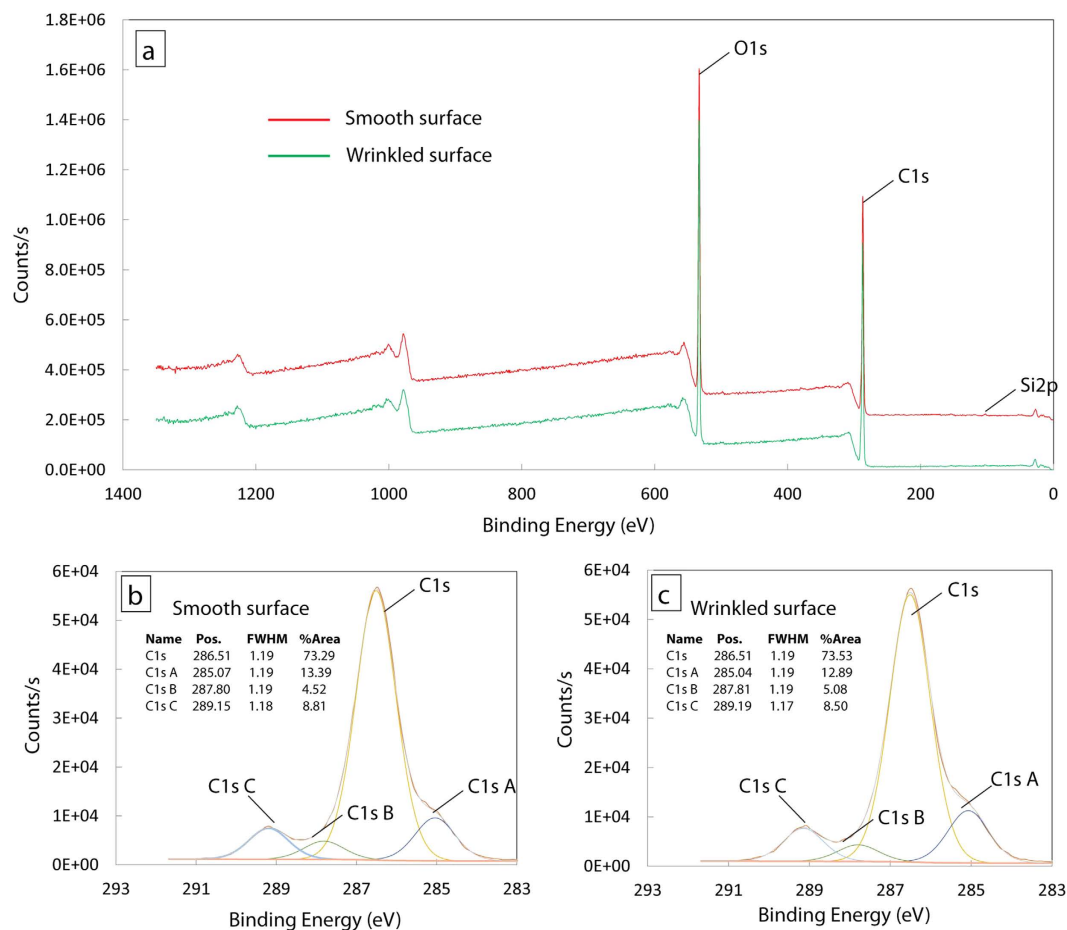 a
1.8E+06
1.6E+06
1.4E+06
1.2E+06
1.0E+06
8.0E+05
6.0E+05
4.0E+05
2.0E+05
0.0E+00
Counts/s
O1s
C1s
Si2p
Smooth surface
Wrinkled surface
1400 1200 1000 800 600 400 200 0
Binding Energy (eV)
b
Smooth surface
6E+04
5E+04
4E+04
3E+04
2E+04
1E+04
0E+00
Counts/s
C1s
Name Pos. FWHM %Area
C1s 286.51 1.19 73.29
C1s A 285.07 1.19 13.39
C1s B 287.80 1.19 4.52
C1s C 289.15 1.18 8.81
C1s C
C1s B
C1s A
293 291 289 287 285 283
Binding Energy (eV)
c
Wrinkled surface
6E+04
5E+04
4E+04
3E+04
2E+04
1E+04
0E+00
Counts/s
C1s
Name Pos. FWHM %Area
C1s 286.51 1.19 73.53
C1s A 285.04 1.19 12.89
C1s B 287.81 1.19 5.08
C1s C 289.19 1.17 8.50
C1s C
C1s B
C1s A
293 291 289 287 285 283
Binding Energy (eV)